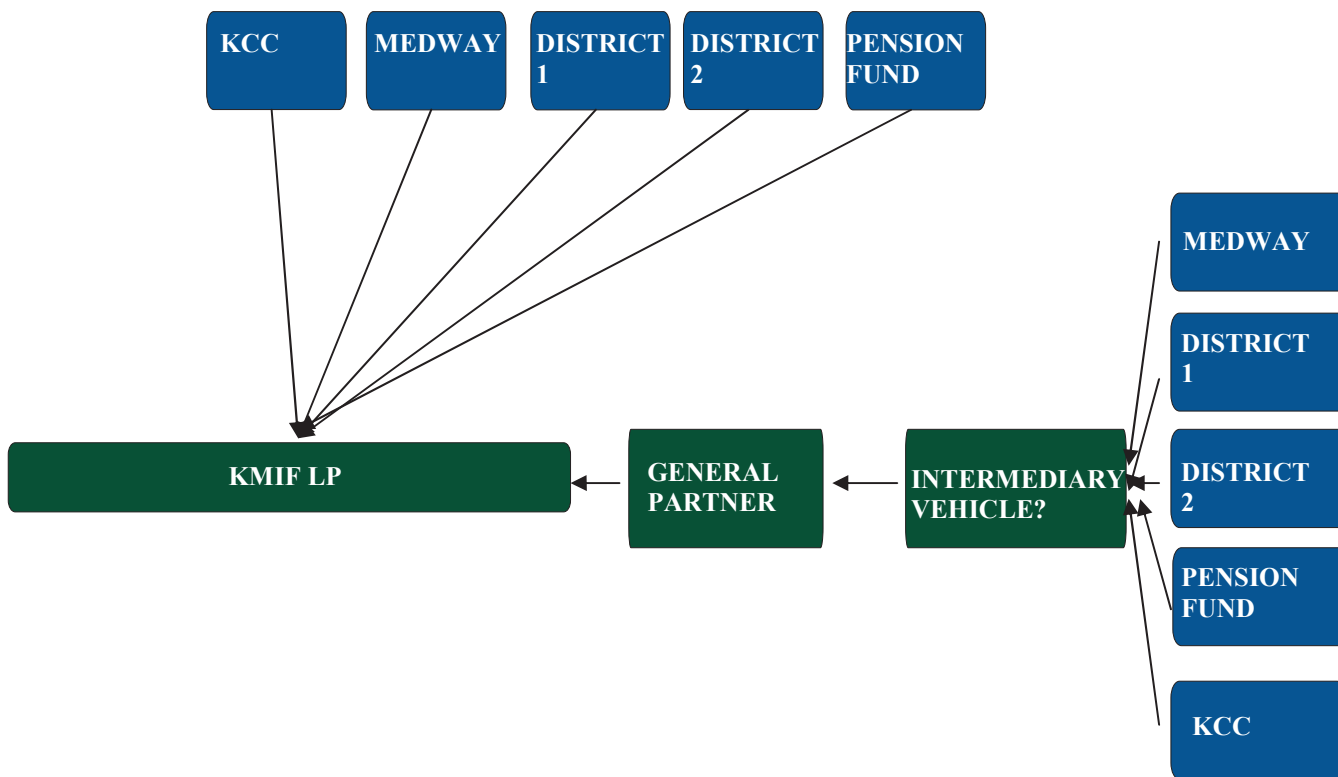 KCC
MEDWAY
DISTRICT
1
DISTRICT
2
PENSION
FUND
MEDWAY
DISTRICT
1
KMIF LP
GENERAL
PARTNER
INTERMEDIARY
VEHICLE?
DISTRICT
2
PENSION
FUND
KCC